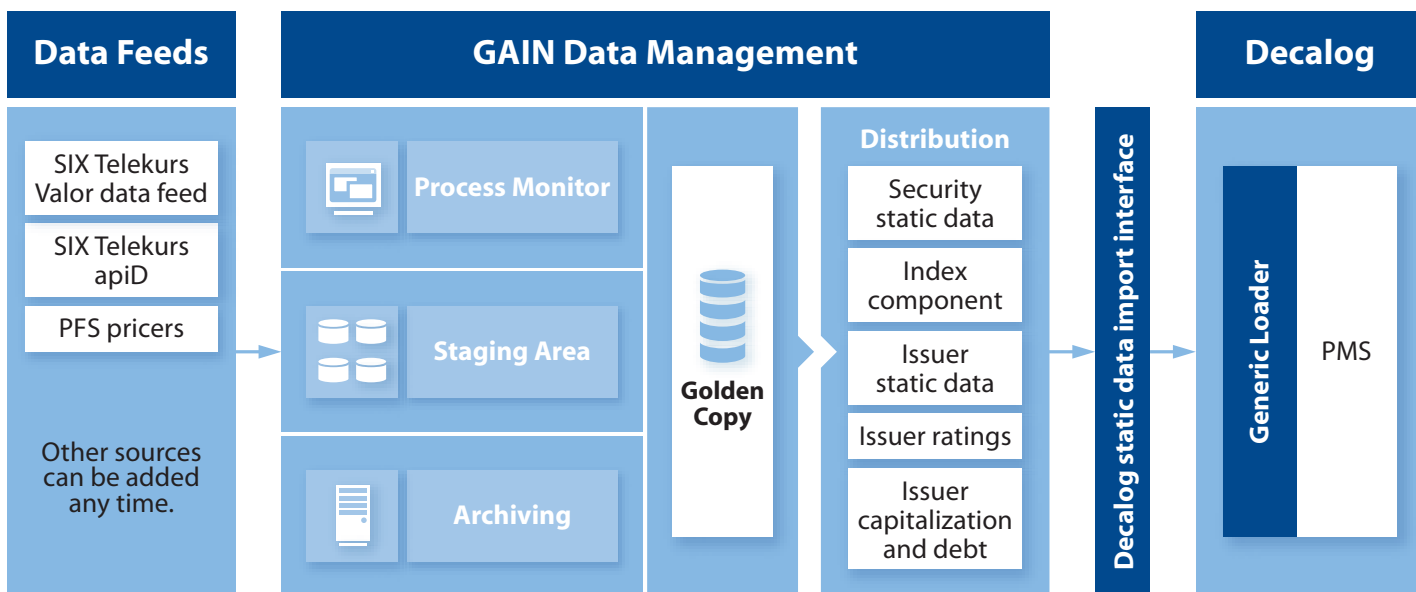 Data Feeds
SIX Telekurs
Valor data feed
SIX Telekurs
apiD
PFS pricers
Other sources
can be added
any time.
GAIN Data Management
Process Monitor
Staging Area
Archiving
Golden
Copy
Distribution
Security
static data
Index
component
Issuer
static data
Issuer ratings
Issuer
capitalization
and debt
Decalog static data import interface
Decalog
Generic Loader
PMS